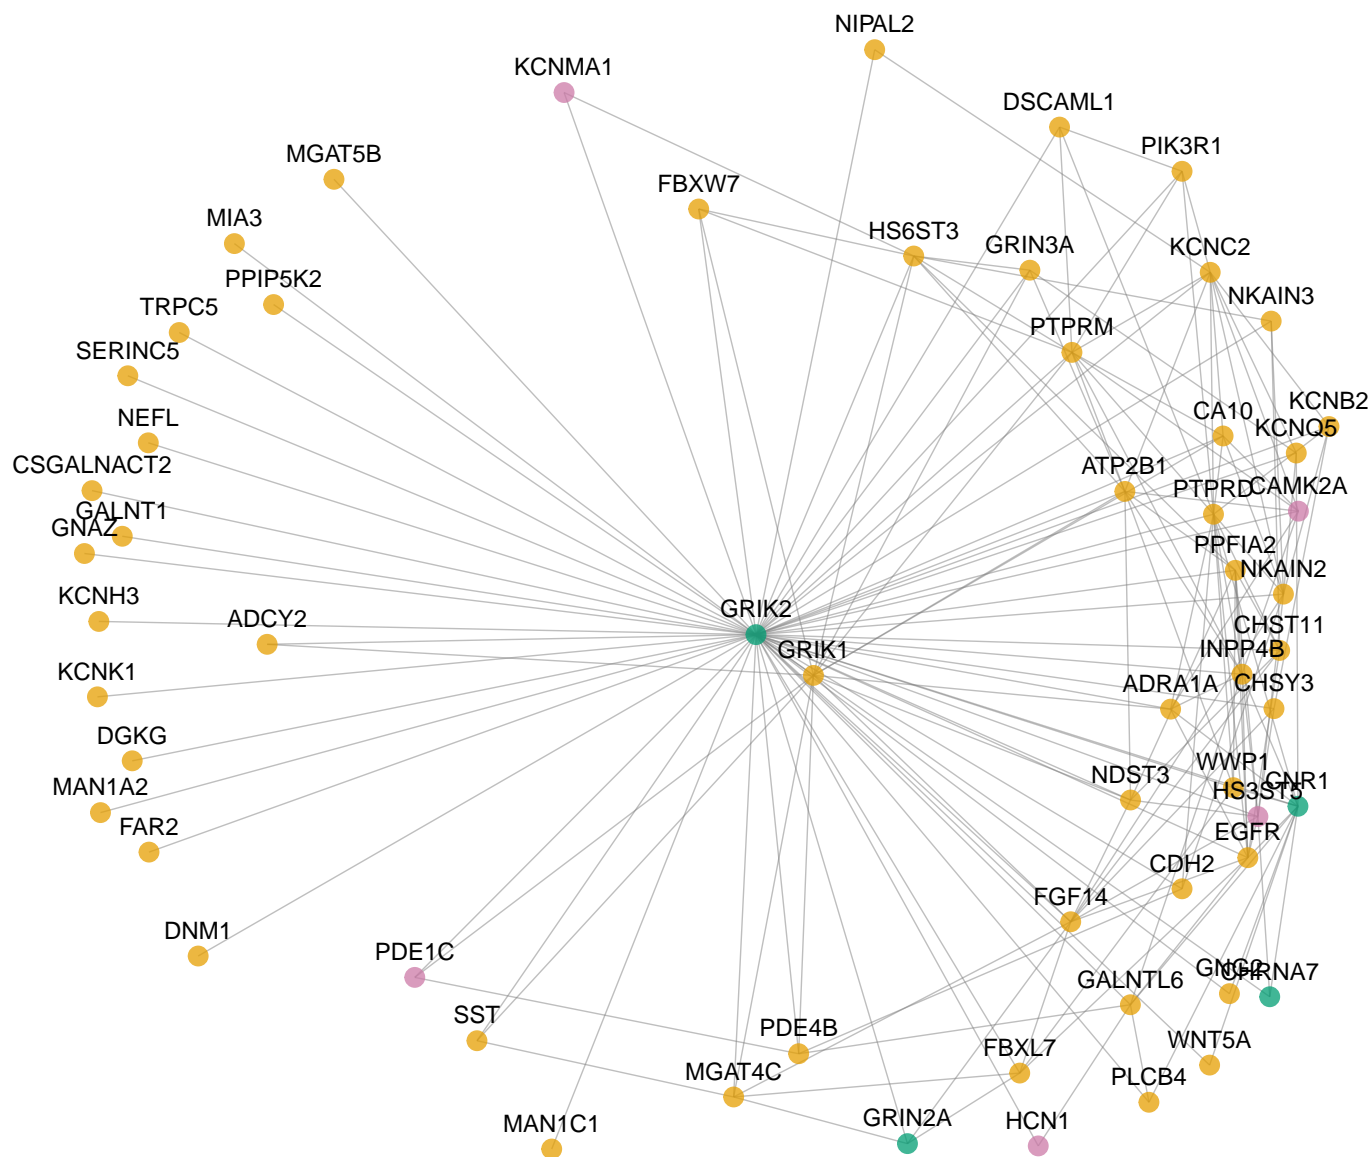 NIPAL2
KCNMA1
DSCAML1
PIK3R1
MGAT5B
FBXW7
MIA3
HS6ST3
GRIN3A
KCNC2
PPIP5K2
NKAIN3
TRPC5
PTPRM
SERINC5
KCNB2
NEFL
CA10
KCNQ5
CSGALNACT2
ATP2B1
PTPRD
CAMK2A
GALNT1
GNAZ
PPFIA2
NKAIN2
KCNH3
ADCY2
GRIK2
CHST11
GRIK1
INPP4B
KCNK1
ADRA1A
CHSY3
DGKG
MAN1A2
NDST3
WWP1
CNR1
HS3ST5
FAR2
EGFR
CDH2
FGF14
DNM1
PDE1C
GALNTL6
GNG2
CHRNA7
SST
PDE4B
FBXL7
WNT5A
MGAT4C
PLCB4
MAN1C1
GRIN2A
HCN1